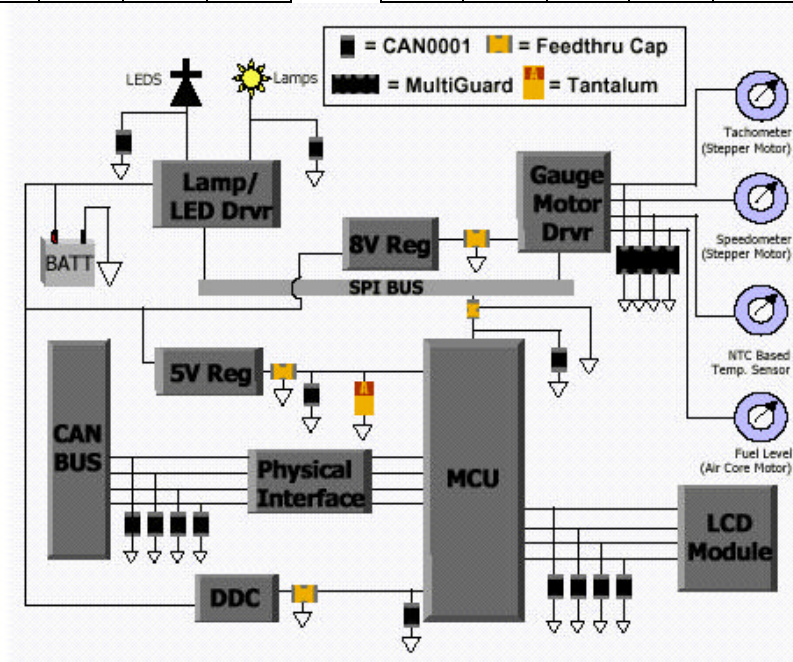 = CAN0001
= Feedthru Cap
= MultiGuard
= Tantalum
LEDS
Lamps
Tachometer
(Stepper Motor)
Lamp/
LED Drvr
Gauge
Motor
Drvr
8V Reg
BATT
Speedometer
(Stepper Motor)
SPI BUS
NTC Based
Temp. Sensor
5V Reg
A
CAN
BUS
Physical
Interface
MCU
Fuel Level
(Air Core Motor)
LCD
Module
DDC